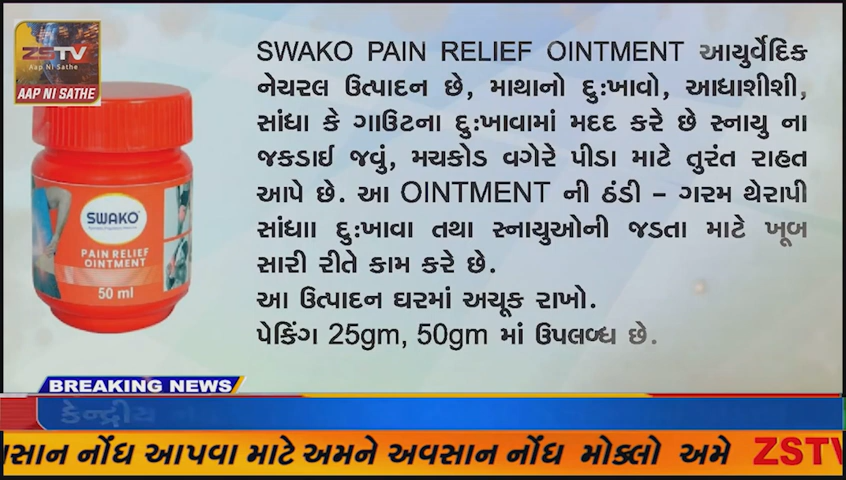 ZSTV
Aap Ni Sathe
AAP NI SATHE
SWAKO PAIN RELIEF OINTMENT આયુર્વેદિક
નેચરલ ઉત્પાદન છે, માથાનો દુઃખાવો, આધાશીશી,
સાંધા કે ગાઉટના દુઃખાવામાં મદદ કરે છે સ્નાયુ ના
જકડાઈ જવું, મચકોડ વગેરે પીડા માટે તુરંત રાહત
આપે છે. આ OINTMENT ની ઠંડી – ગરમ થેરાપી
સાંધાા દુઃખાવા તથા સ્નાયુઓની જડતા માટે ખૂબ
સારી રીતે કામ કરે છે.
આ ઉત્પાદન ઘરમાં અચૂક રાખો.
પેકિંગ 25gm, 50gm માં ઉપલબ્ધ છે.
SWAKO
PAIN RELIEF
OINTMENT
50 ml
BREAKING NEWS
કેન્દ્રીય
વસાન નોંધ આપવા માટે અમને અવસાન નોંધ મોકલો અમે ZSTV